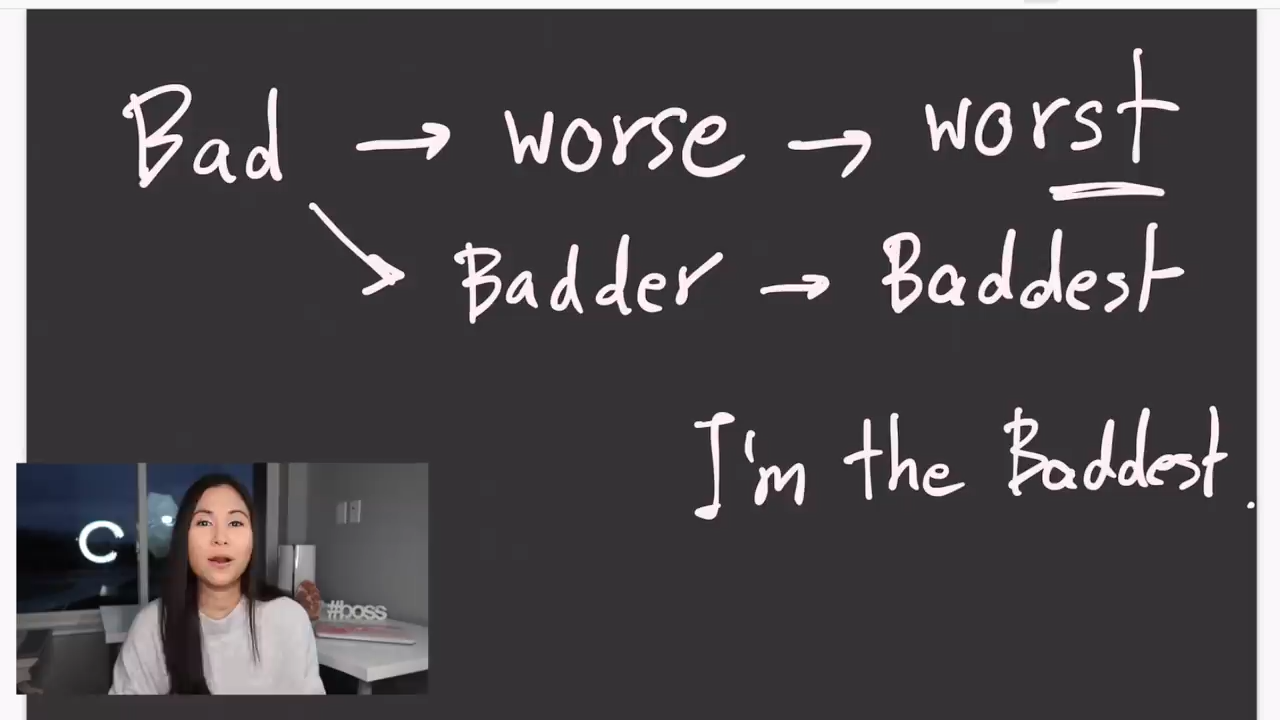 Bad → worse → worst
Badder → Baddest
I'm the Baddest.
#boss